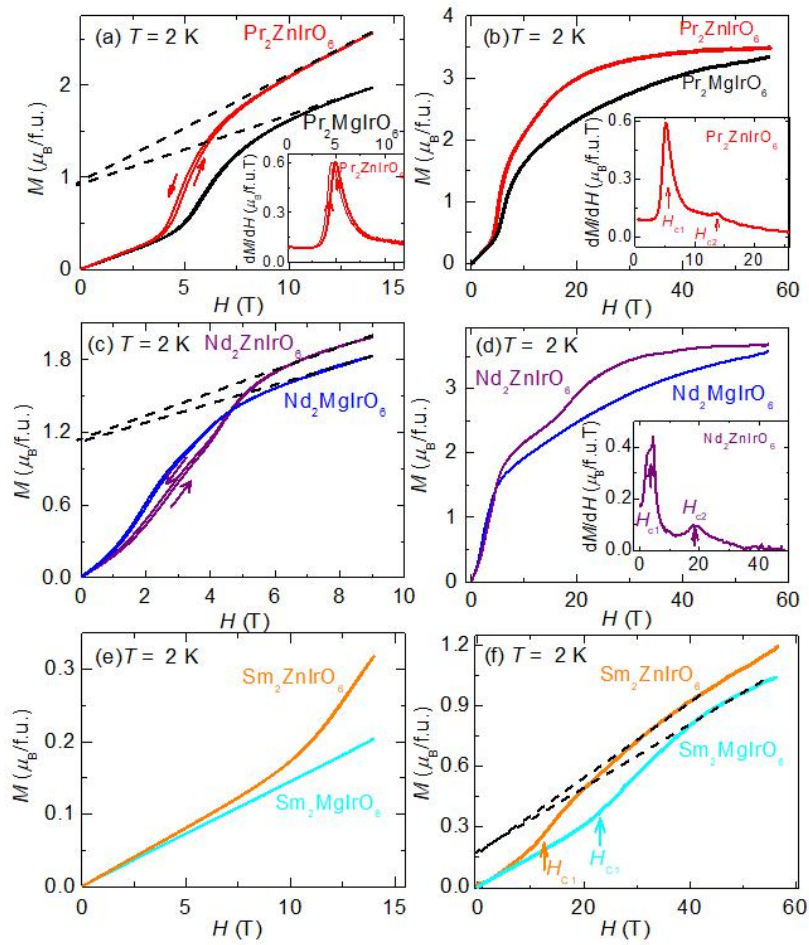 (a) T = 2 K
Pr₂ZnIrO₆
Pr₂MgIrO₆
M (μB/f.u.)
2
1
0
0
5
10
15
H (T)
0
5
10
Pr₂ZnIrO₆
dM/dH (μB/f.u.T)
0.6
0.4
0.2
0.0
(b) T = 2 K
Pr₂ZnIrO₆
Pr₂MgIrO₆
M (μB/f.u.)
4
3
2
1
0
0
20
40
60
H (T)
Pr₂ZnIrO₆
dM/dH (μB/f.u.T)
0.6
0.3
0.0
0
10
20
Hc1
Hc2
(c) T = 2 K
Nd₂ZnIrO₆
Nd₂MgIrO₆
M (μB/f.u.)
1.8
1.2
0.6
0.0
0
2
4
6
8
10
H (T)
(d) T = 2 K
Nd₂ZnIrO₆
Nd₂MgIrO₆
M (μB/f.u.)
3
2
1
0
0
20
40
60
H (T)
Nd₂ZnIrO₆
dM/dH (μB/f.u.T)
0.4
0.2
0.0
0
20
40
Hc1
Hc2
(e) T = 2 K
Sm₂ZnIrO₆
Sm₂MgIrO₆
M (μB/f.u.)
0.3
0.2
0.1
0.0
0
5
10
15
H (T)
(f) T = 2 K
Sm₂ZnIrO₆
Sm₂MgIrO₆
M (μB/f.u.)
1.2
0.9
0.6
0.3
0.0
0
20
40
60
H (T)
HC1
HC1